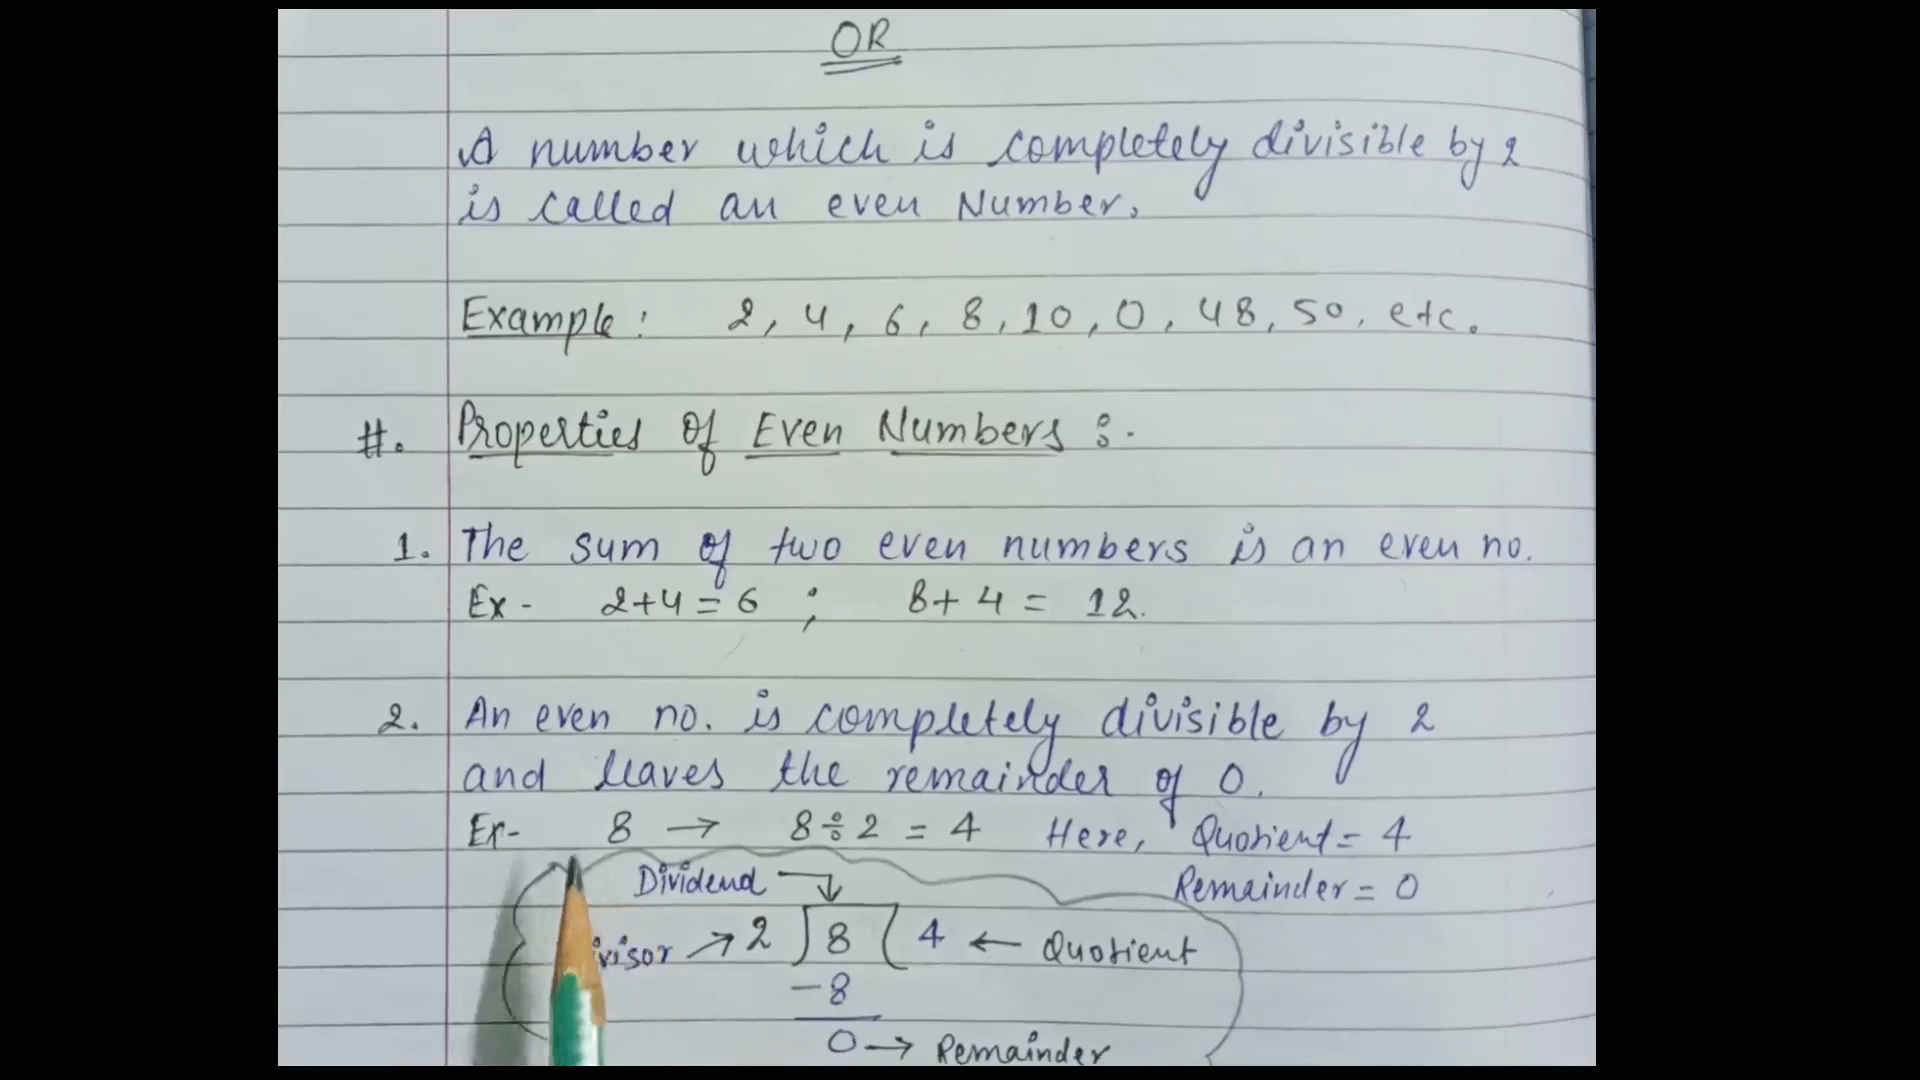 OR
A number which is completely divisible by 2
is called an even Number.
Example: 2, 4, 6, 8, 10, 0, 48, 50, etc.
#. Properties of Even Numbers :-
1. The sum of two even numbers is an even no.
Ex - 2+4=6 ; 8+4 = 12.
2. An even no. is completely divisible by 2
and leaves the remainder of 0.
Ex- 8 → 8÷2 = 4 Here, Quotient = 4
Dividend Remainder = 0
visor → 2 ) 8 ( 4 ← Quotient
-8
0 → Remainder